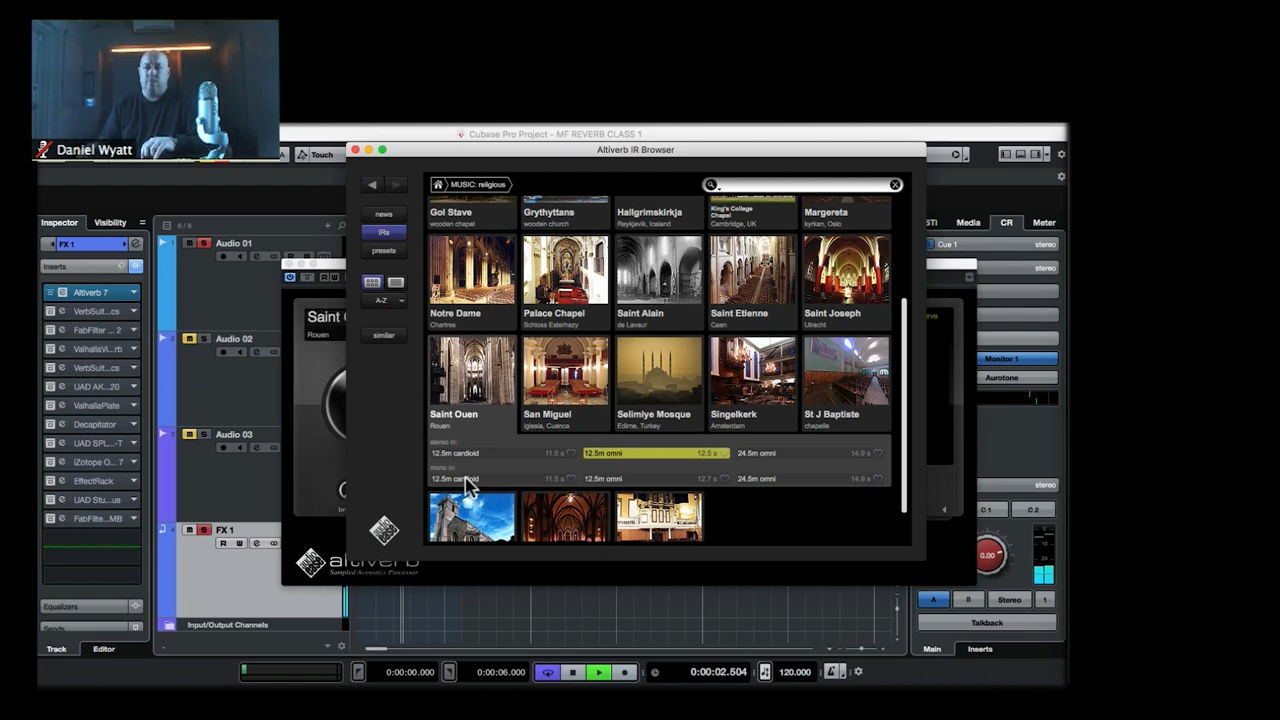 Daniel Wyatt
Cubase Pro Project - MF REVERB CLASS 1
Touch
Altiverb IR Browser
MUSIC: religious
Inspector
Visibility
6 / 6
Audio 01
Media
CR
Meter
4
FX 1
Cue 1
stereo
Inserts
news
IRs
presets
A-Z
similar
Gol Stave
wooden chapel
Grythyttans
wooden church
Hallgrimskirkja
Reykjavik, Iceland
King's College
Chapel
Cambridge, UK
Margereta
kyrkan, Oslo
stereo
Altiverb 7
VerbSuit...rc
FabFilter ... 2
ValhallaVi...rb
VerbSuit...rc
UAD AK...20
ValhallaPlate
Decapitator
UAD SPL...-T
iZotope O... 7
EffectRack
UAD Stu...us
FabFilte...MB
Saint
Rouen
Notre Dame
Chartres
Palace Chapel
Schloss Esterhazy
Saint Alain
de Lavaur
Saint Etienne
Caen
Saint Joseph
Utrecht
Audio 02
Monitor 1
Aurotone
Saint Ouen
Rouen
San Miguel
Iglesia, Cuenca
Selimiye Mosque
Edirne, Turkey
Singelkerk
Amsterdam
St J Baptiste
chapelle
Audio 03
stereo in:
12.5m cardioid 11.5 s
12.5m omni 12.5 s
24.5m omni 14.9 s
mono in:
12.5m cardioid 11.5 s
12.5m omni 12.7 s
24.5m omni 14.9 s
stereo
C 1
C 2
FX 1
R W
0.00
altiverb
Sampled Acoustics Processor
A
B
Stereo
1
Talkback
Equalizers
Sends
Input/Output Channels
Track
Editor
Main
Inserts
0:00:00.000
0:00:06.000
0:00:02.504
120.000